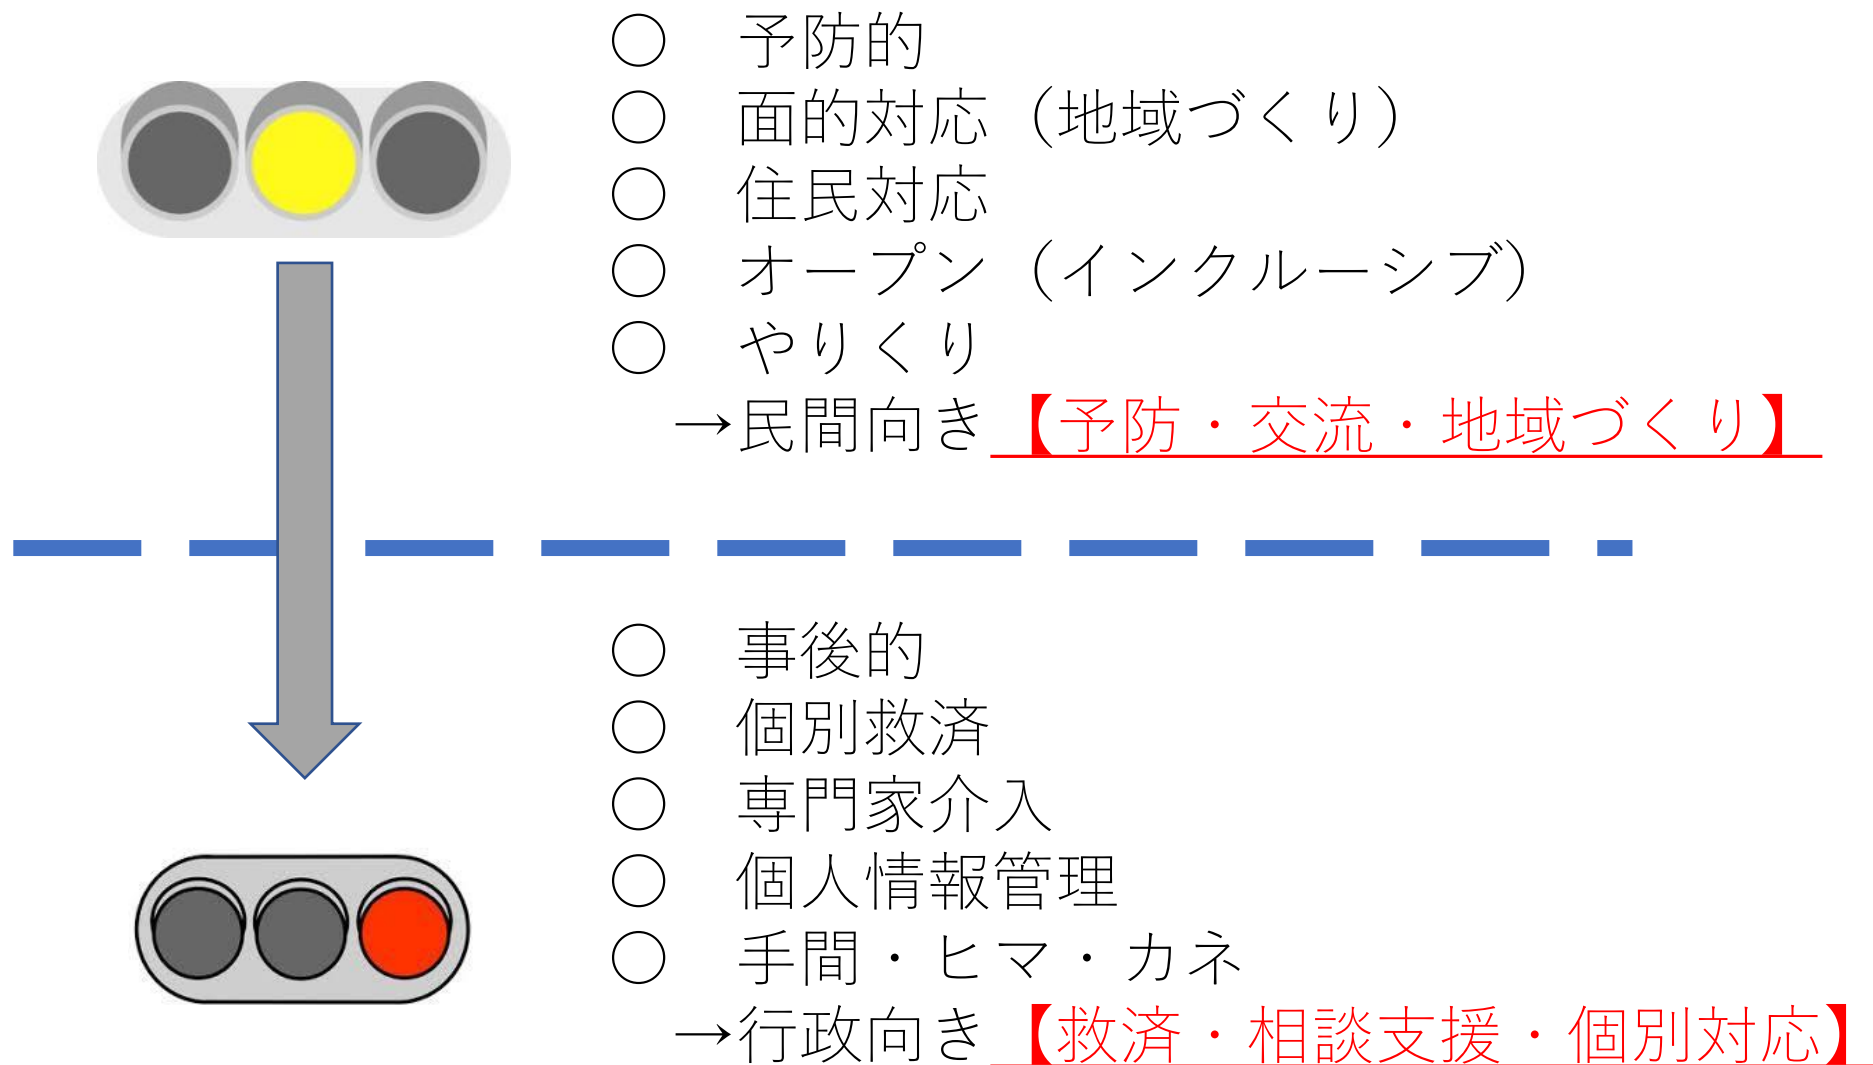 ○　予防的
○　面的対応（地域づくり）
○　住民対応
○　オープン（インクルーシブ）
○　やりくり
→民間向き【予防・交流・地域づくり】
○　事後的
○　個別救済
○　専門家介入
○　個人情報管理
○　手間・ヒマ・カネ
→行政向き【救済・相談支援・個別対応】